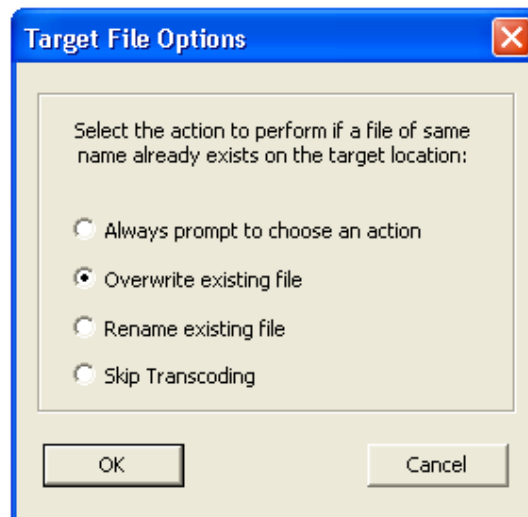 Target File Options
Select the action to perform if a file of same
name already exists on the target location:
Always prompt to choose an action
Overwrite existing file
Rename existing file
Skip Transcoding
OK
Cancel